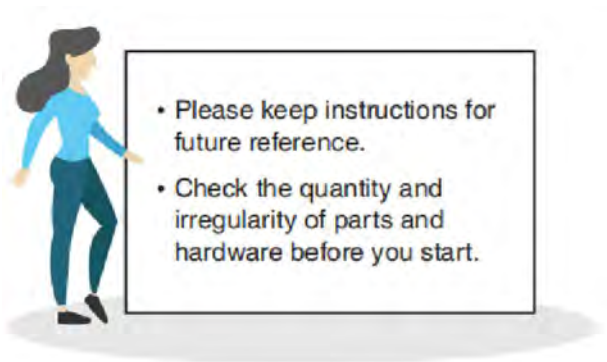 • Please keep instructions for
future reference.
• Check the quantity and
irregularity of parts and
hardware before you start.